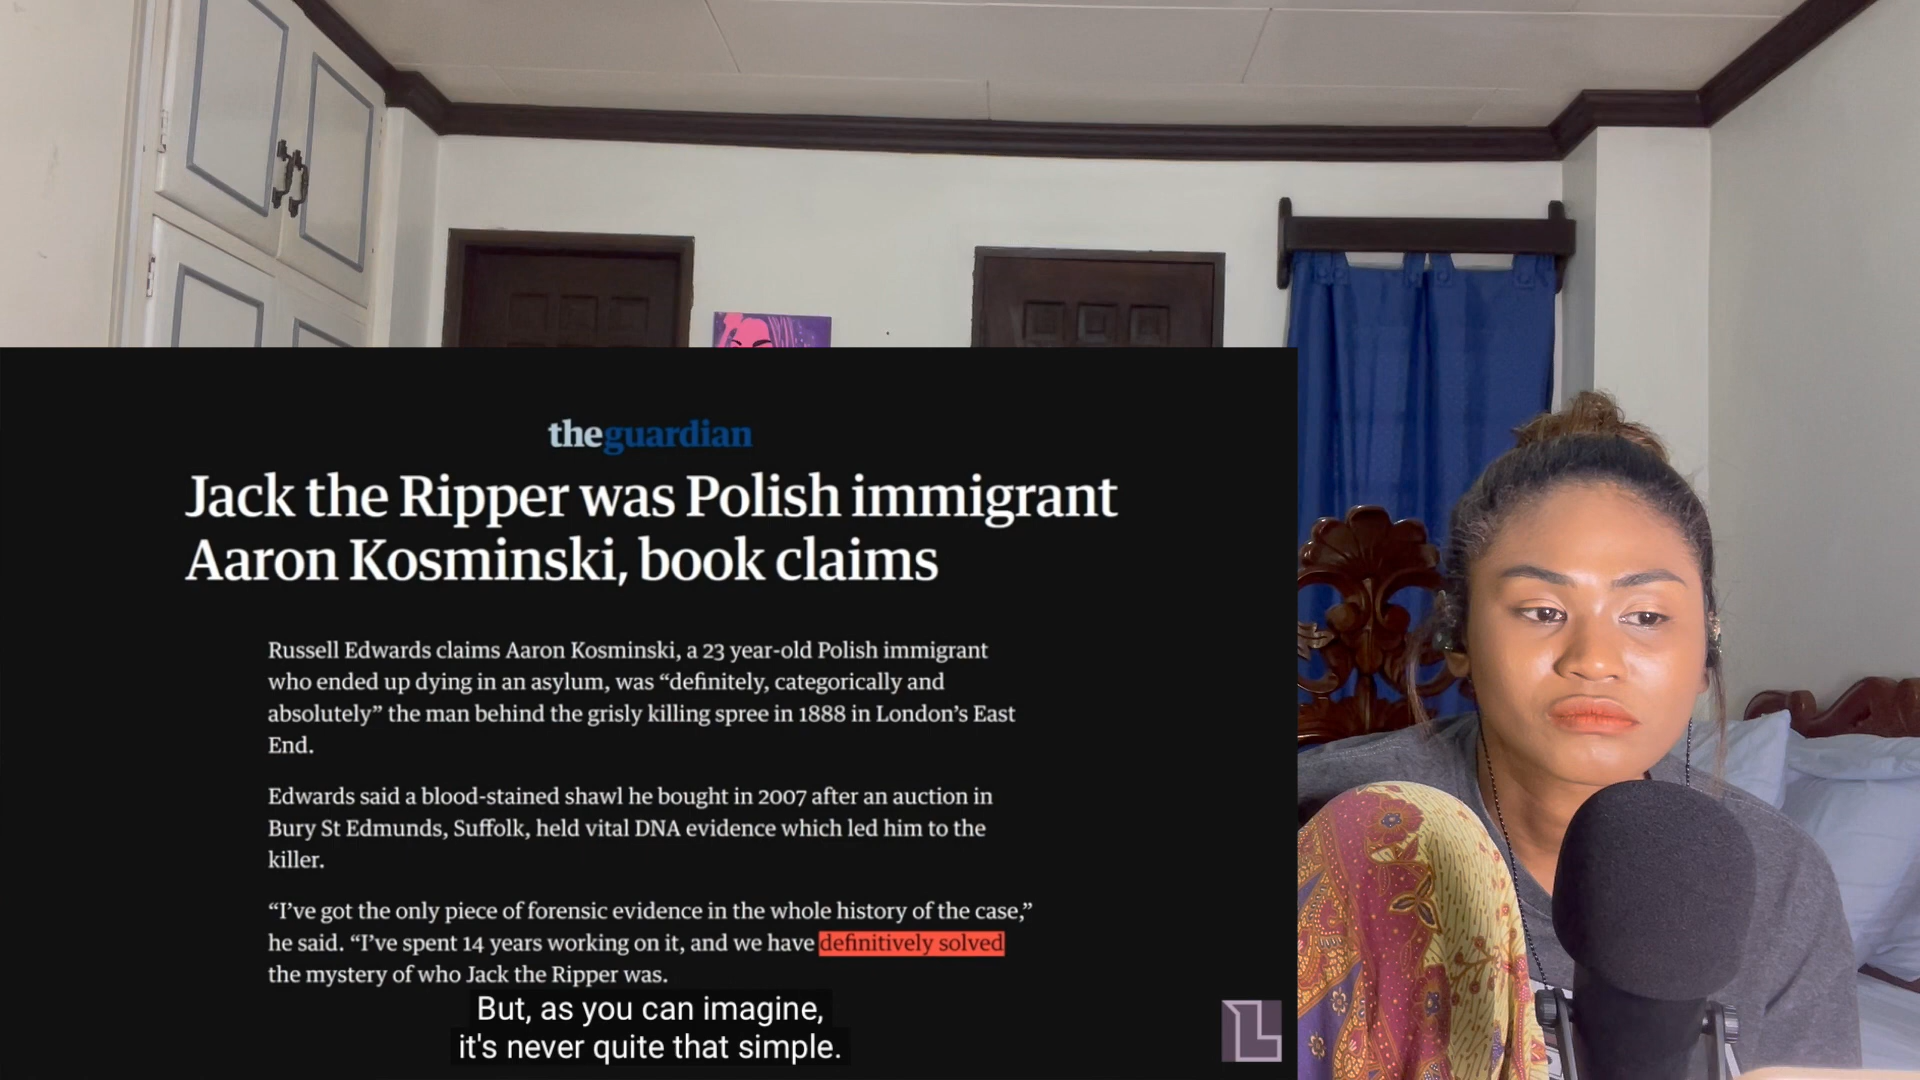 theguardian
Jack the Ripper was Polish immigrant
Aaron Kosminski, book claims
Russell Edwards claims Aaron Kosminski, a 23 year-old Polish immigrant
who ended up dying in an asylum, was “definitely, categorically and
absolutely” the man behind the grisly killing spree in 1888 in London’s East
End.
Edwards said a blood-stained shawl he bought in 2007 after an auction in
Bury St Edmunds, Suffolk, held vital DNA evidence which led him to the
killer.
“I’ve got the only piece of forensic evidence in the whole history of the case,”
he said. “I’ve spent 14 years working on it, and we have definitively solved
the mystery of who Jack the Ripper was.
But, as you can imagine,
it's never quite that simple.